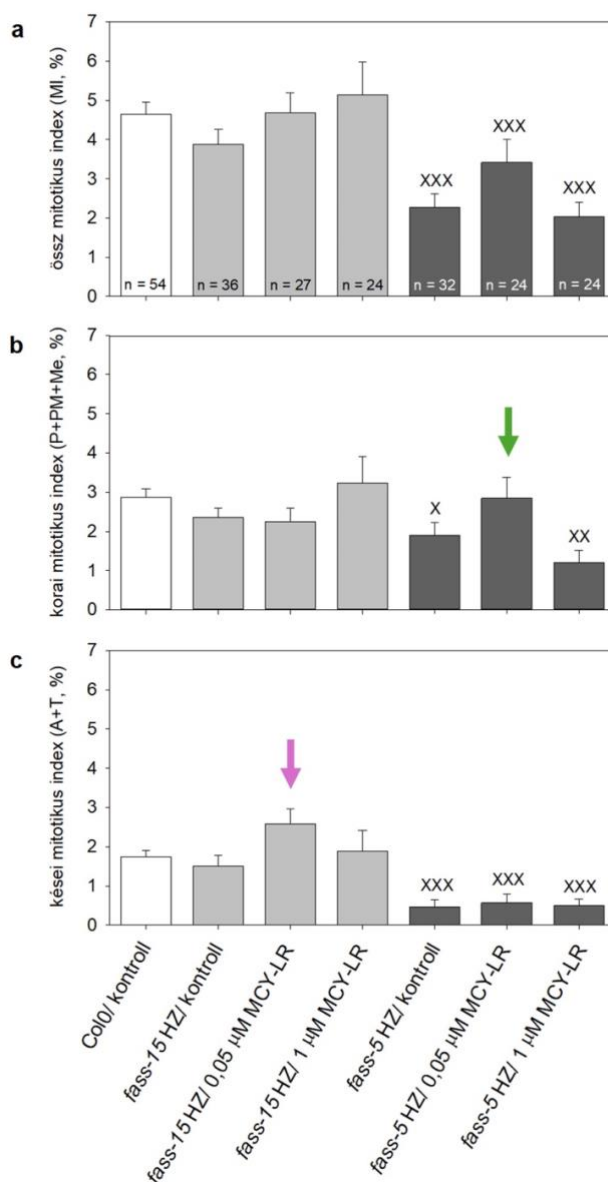 a
össz mitotikus index (MI, %)
7
6
5
4
3
2
1
0
XXX
XXX
XXX
n = 54
n = 36
n = 27
n = 24
n = 32
n = 24
n = 24
b
korai mitotikus index (P+PM+Me, %)
7
6
5
4
3
2
1
0
X
XX
c
kései mitotikus index (A+T, %)
7
6
5
4
3
2
1
0
XXX
XXX
XXX
Col0/ kontroll
fass-15 HZ/ kontroll
fass-15 HZ/ 0,05 µM MCY-LR
fass-15 HZ/ 1 µM MCY-LR
fass-5 HZ/ kontroll
fass-5 HZ/ 0,05 µM MCY-LR
fass-5 HZ/ 1 µM MCY-LR